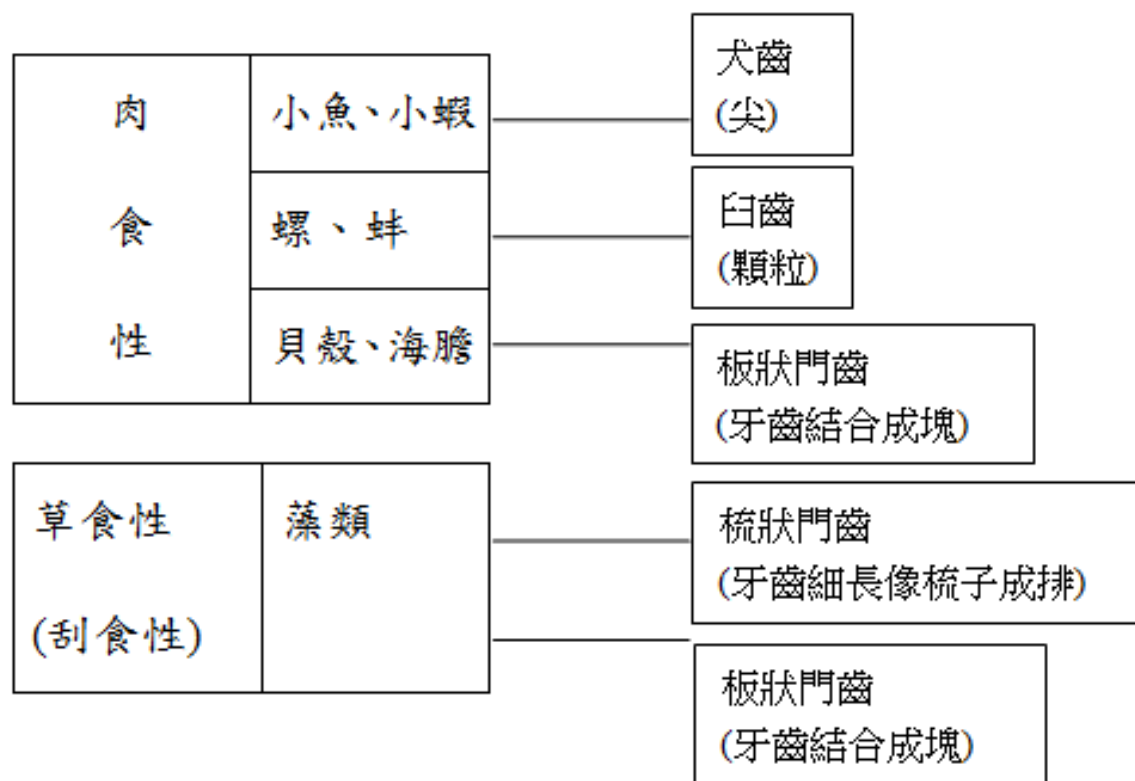 肉
食
性
小魚、小蝦
螺、蚌
貝殼、海膽
犬齒
(尖)
臼齒
(顆粒)
板狀門齒
(牙齒結合成塊)
草食性
(刮食性)
藻類
梳狀門齒
(牙齒細長像梳子成排)
板狀門齒
(牙齒結合成塊)